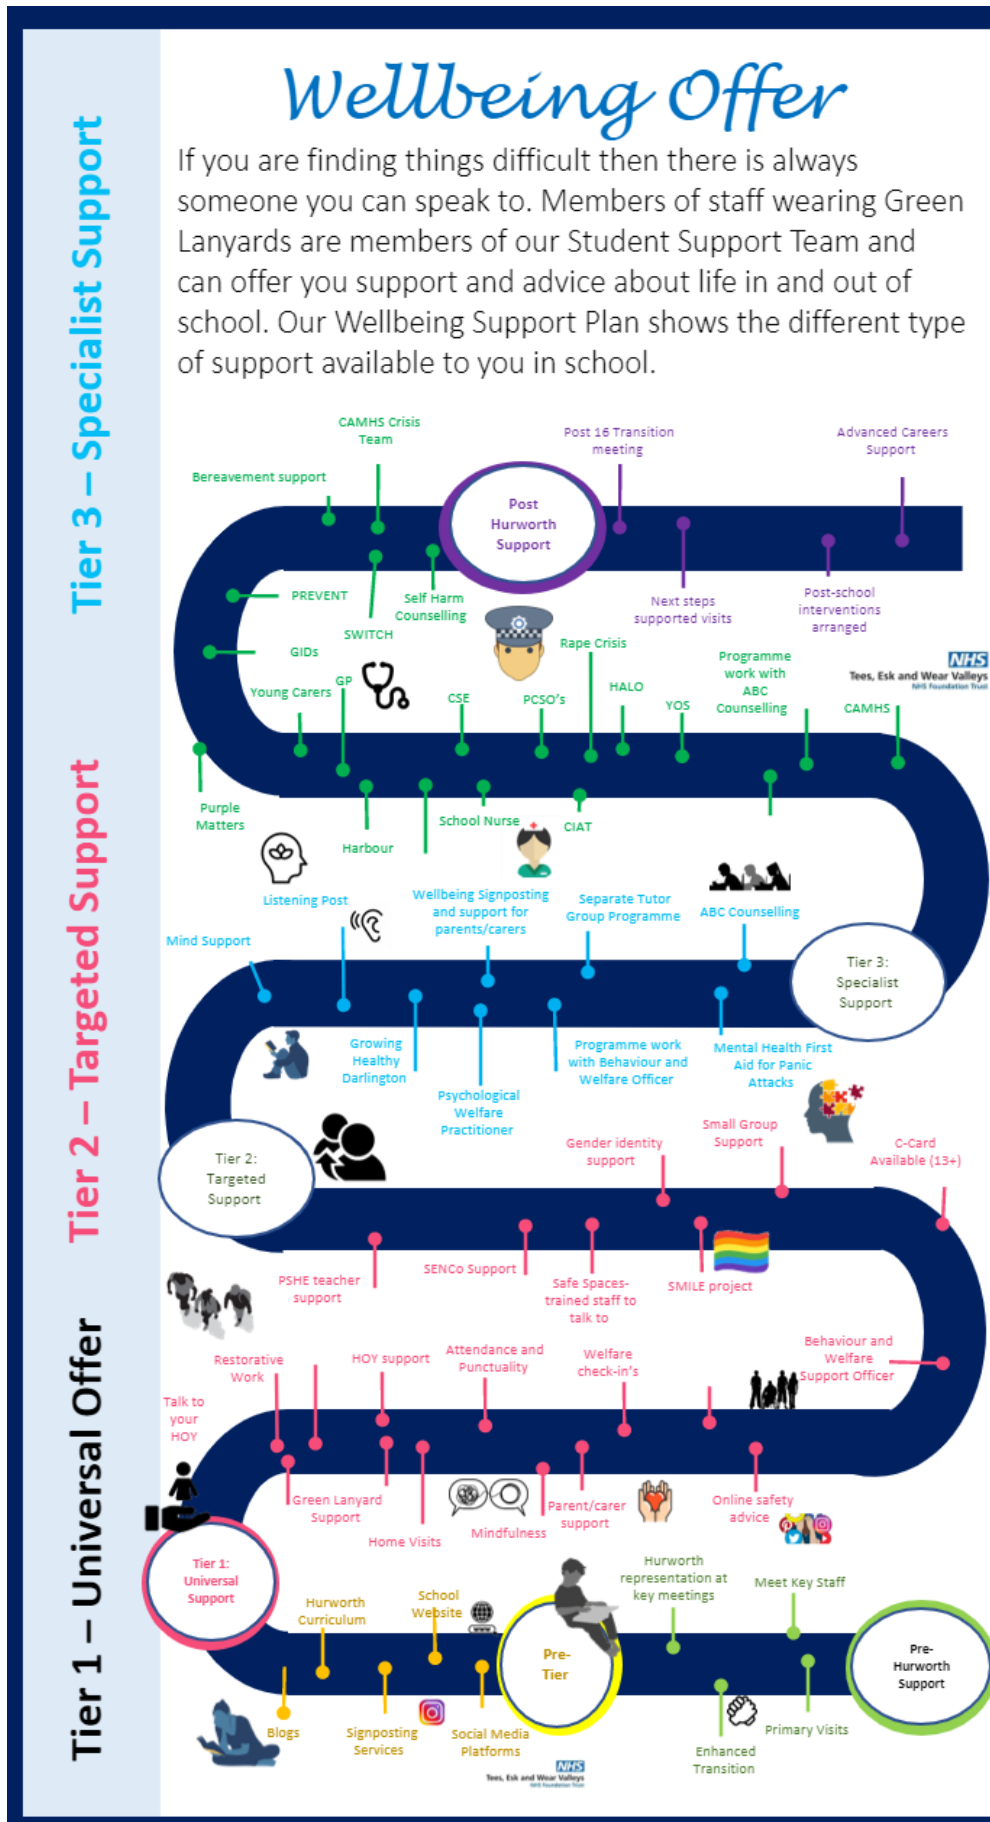 Wellbeing Offer
If you are finding things difficult then there is always
someone you can speak to. Members of staff wearing Green
Lanyards are members of our Student Support Team and
can offer you support and advice about life in and out of
school. Our Wellbeing Support Plan shows the different type
of support available to you in school.
Tier 3 – Specialist Support
Tier 2 – Targeted Support
Tier 1 – Universal Offer
CAMHS Crisis
Team
Bereavement support
Post
Hurworth
Support
Post 16 Transition
meeting
Advanced Careers
Support
PREVENT
SWITCH
Self Harm
Counselling
Next steps
supported visits
Post-school
interventions
arranged
GIDs
Young Carers
GP
CSE
PCSO's
Rape Crisis
HALO
YOS
Programme
work with
ABC
Counselling
CAMHS
NHS
Tees, Esk and Wear Valleys
NHS Foundation Trust
Purple
Matters
Harbour
School Nurse
CIAT
Listening Post
Mind Support
Wellbeing Signposting
and support for
parents/carers
Separate Tutor
Group Programme
ABC Counselling
Tier 3:
Specialist
Support
Growing
Healthy
Darlington
Psychological
Welfare
Practitioner
Programme work
with Behaviour and
Welfare Officer
Mental Health First
Aid for Panic
Attacks
Tier 2:
Targeted
Support
Gender identity
support
Small Group
Support
C-Card
Available (13+)
PSHE teacher
support
SENCo Support
Safe Spaces-
trained staff to
talk to
SMILE project
Talk to
your
HOY
Restorative
Work
HOY support
Attendance and
Punctuality
Welfare
check-in's
Behaviour and
Welfare
Support Officer
Green Lanyard
Support
Home Visits
Mindfulness
Parent/carer
support
Online safety
advice
Tier 1:
Universal
Support
Hurworth
Curriculum
School
Website
Pre-
Tier
Hurworth
representation at
key meetings
Meet Key Staff
Pre-
Hurworth
Support
Blogs
Signposting
Services
Social Media
Platforms
Enhanced
Transition
Primary Visits
NHS
Tees, Esk and Wear Valleys
NHS Foundation Trust